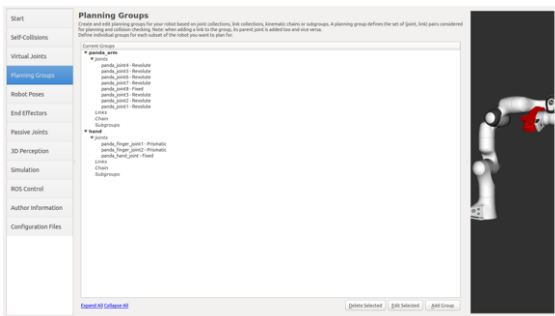 Start
Self-Collisions
Virtual Joints
Planning Groups
Robot Poses
End Effectors
Passive Joints
3D Perception
Simulation
ROS Control
Author Information
Configuration Files
Planning Groups
Create and edit planning groups for your robot based on joint collections, link collections, kinematic chains or subgroups. A planning group defines the set of (joint, link) pairs considered
for planning and collision checking. Note: when adding a link to the group, its parent joint is added too and vice versa.
Define individual groups for each subset of the robot you want to plan for.
Current Groups
panda_arm
Joints
panda_joint4 - Revolute
panda_joint5 - Revolute
panda_joint6 - Revolute
panda_joint7 - Revolute
panda_joint8 - Fixed
panda_joint3 - Revolute
panda_joint2 - Revolute
panda_joint1 - Revolute
Links
Chain
Subgroups
hand
Joints
panda_finger_joint1 - Prismatic
panda_finger_joint2 - Prismatic
panda_hand_joint - Fixed
Links
Chain
Subgroups
Expand All Collapse All
Delete Selected Edit Selected Add Group